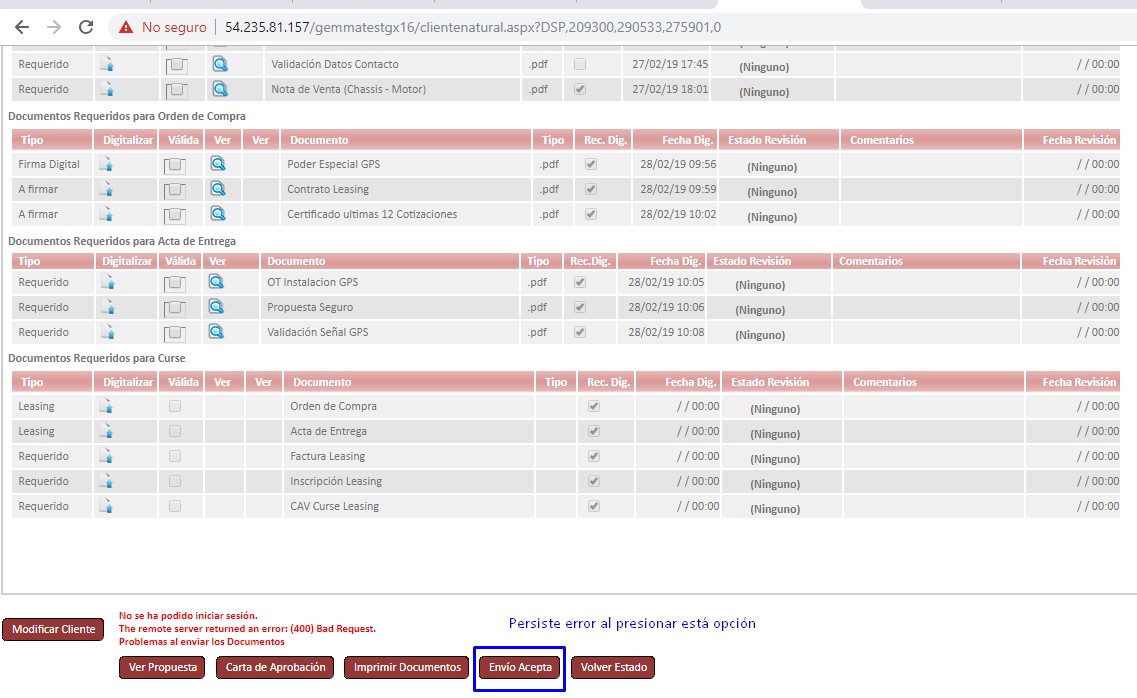 No seguro | 54.235.81.157/gemmatestgx16/clientenatural.aspx?DSP,209300,290533,275901,0
Requerido Validación Datos Contacto .pdf 27/02/19 17:45 (Ninguno) / / 00:00
Requerido Nota de Venta (Chassis - Motor) .pdf 27/02/19 18:01 (Ninguno) / / 00:00
Documentos Requeridos para Orden de Compra
Tipo Digitalizar Válida Ver Ver Documento Tipo Rec. Dig. Fecha Dig. Estado Revisión Comentarios Fecha Revisión
Firma Digital Poder Especial GPS .pdf 28/02/19 09:56 (Ninguno) / / 00:00
A firmar Contrato Leasing .pdf 28/02/19 09:59 (Ninguno) / / 00:00
A firmar Certificado ultimas 12 Cotizaciones .pdf 28/02/19 10:02 (Ninguno) / / 00:00
Documentos Requeridos para Acta de Entrega
Tipo Digitalizar Válida Ver Documento Tipo Rec.Dig. Fecha Dig. Estado Revisión Comentarios Fecha Revisión
Requerido OT Instalacion GPS .pdf 28/02/19 10:05 (Ninguno) / / 00:00
Requerido Propuesta Seguro .pdf 28/02/19 10:06 (Ninguno) / / 00:00
Requerido Validación Señal GPS .pdf 28/02/19 10:08 (Ninguno) / / 00:00
Documentos Requeridos para Curse
Tipo Digitalizar Válida Ver Ver Documento Tipo Rec. Dig. Fecha Dig. Estado Revisión Comentarios Fecha Revisión
Leasing Orden de Compra / / 00:00 (Ninguno) / / 00:00
Leasing Acta de Entrega / / 00:00 (Ninguno) / / 00:00
Requerido Factura Leasing / / 00:00 (Ninguno) / / 00:00
Requerido Inscripción Leasing / / 00:00 (Ninguno) / / 00:00
Requerido CAV Curse Leasing / / 00:00 (Ninguno) / / 00:00
No se ha podido iniciar sesión.
Modificar Cliente The remote server returned an error: (400) Bad Request. Persiste error al presionar está opción
Problemas al enviar los Documentos
Ver Propuesta Carta de Aprobación Imprimir Documentos Envío Acepta Volver Estado